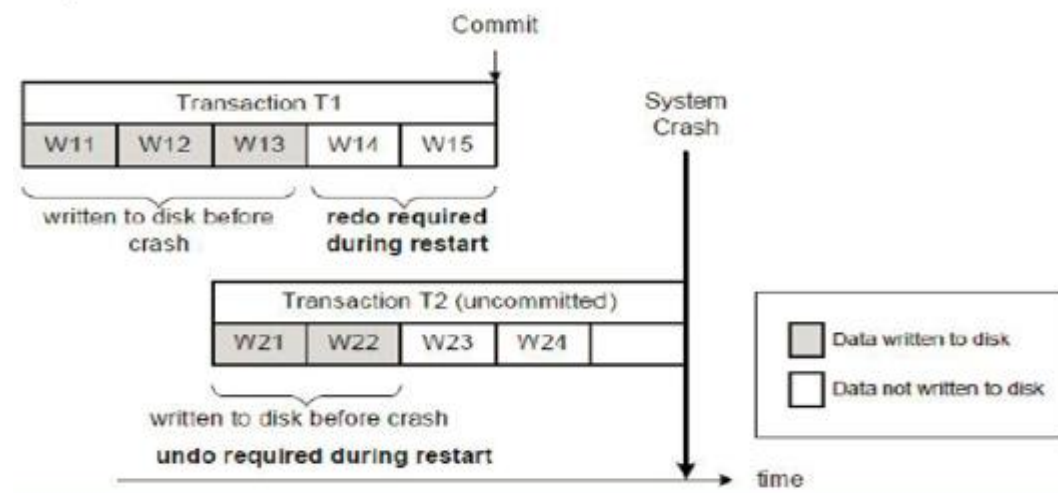 Commit
Transaction T1
System
Crash
W11 W12 W13 W14 W15
written to disk before
crash
redo required
during restart
Transaction T2 (uncommitted)
W21 W22 W23 W24
Data written to disk
Data not written to disk
written to disk before crash
undo required during restart
time